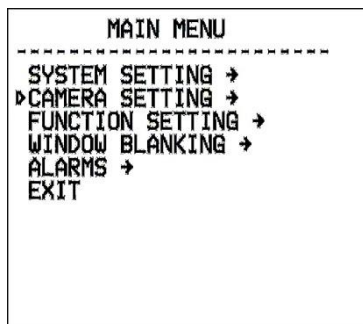 MAIN MENU
SYSTEM SETTING →
▷CAMERA SETTING →
FUNCTION SETTING →
WINDOW BLANKING →
ALARMS →
EXIT